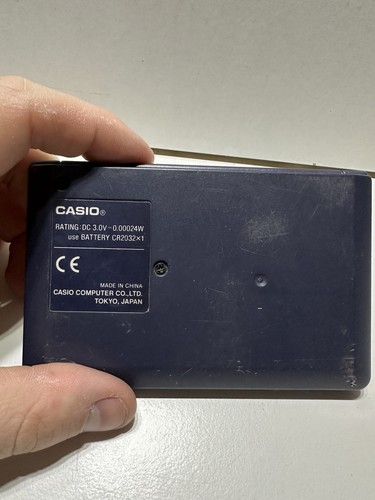 CASIO®
RATING: DC 3.0V⎓0.00024W
use BATTERY CR2032×1
CE
MADE IN CHINA
CASIO COMPUTER CO.,LTD.
TOKYO, JAPAN